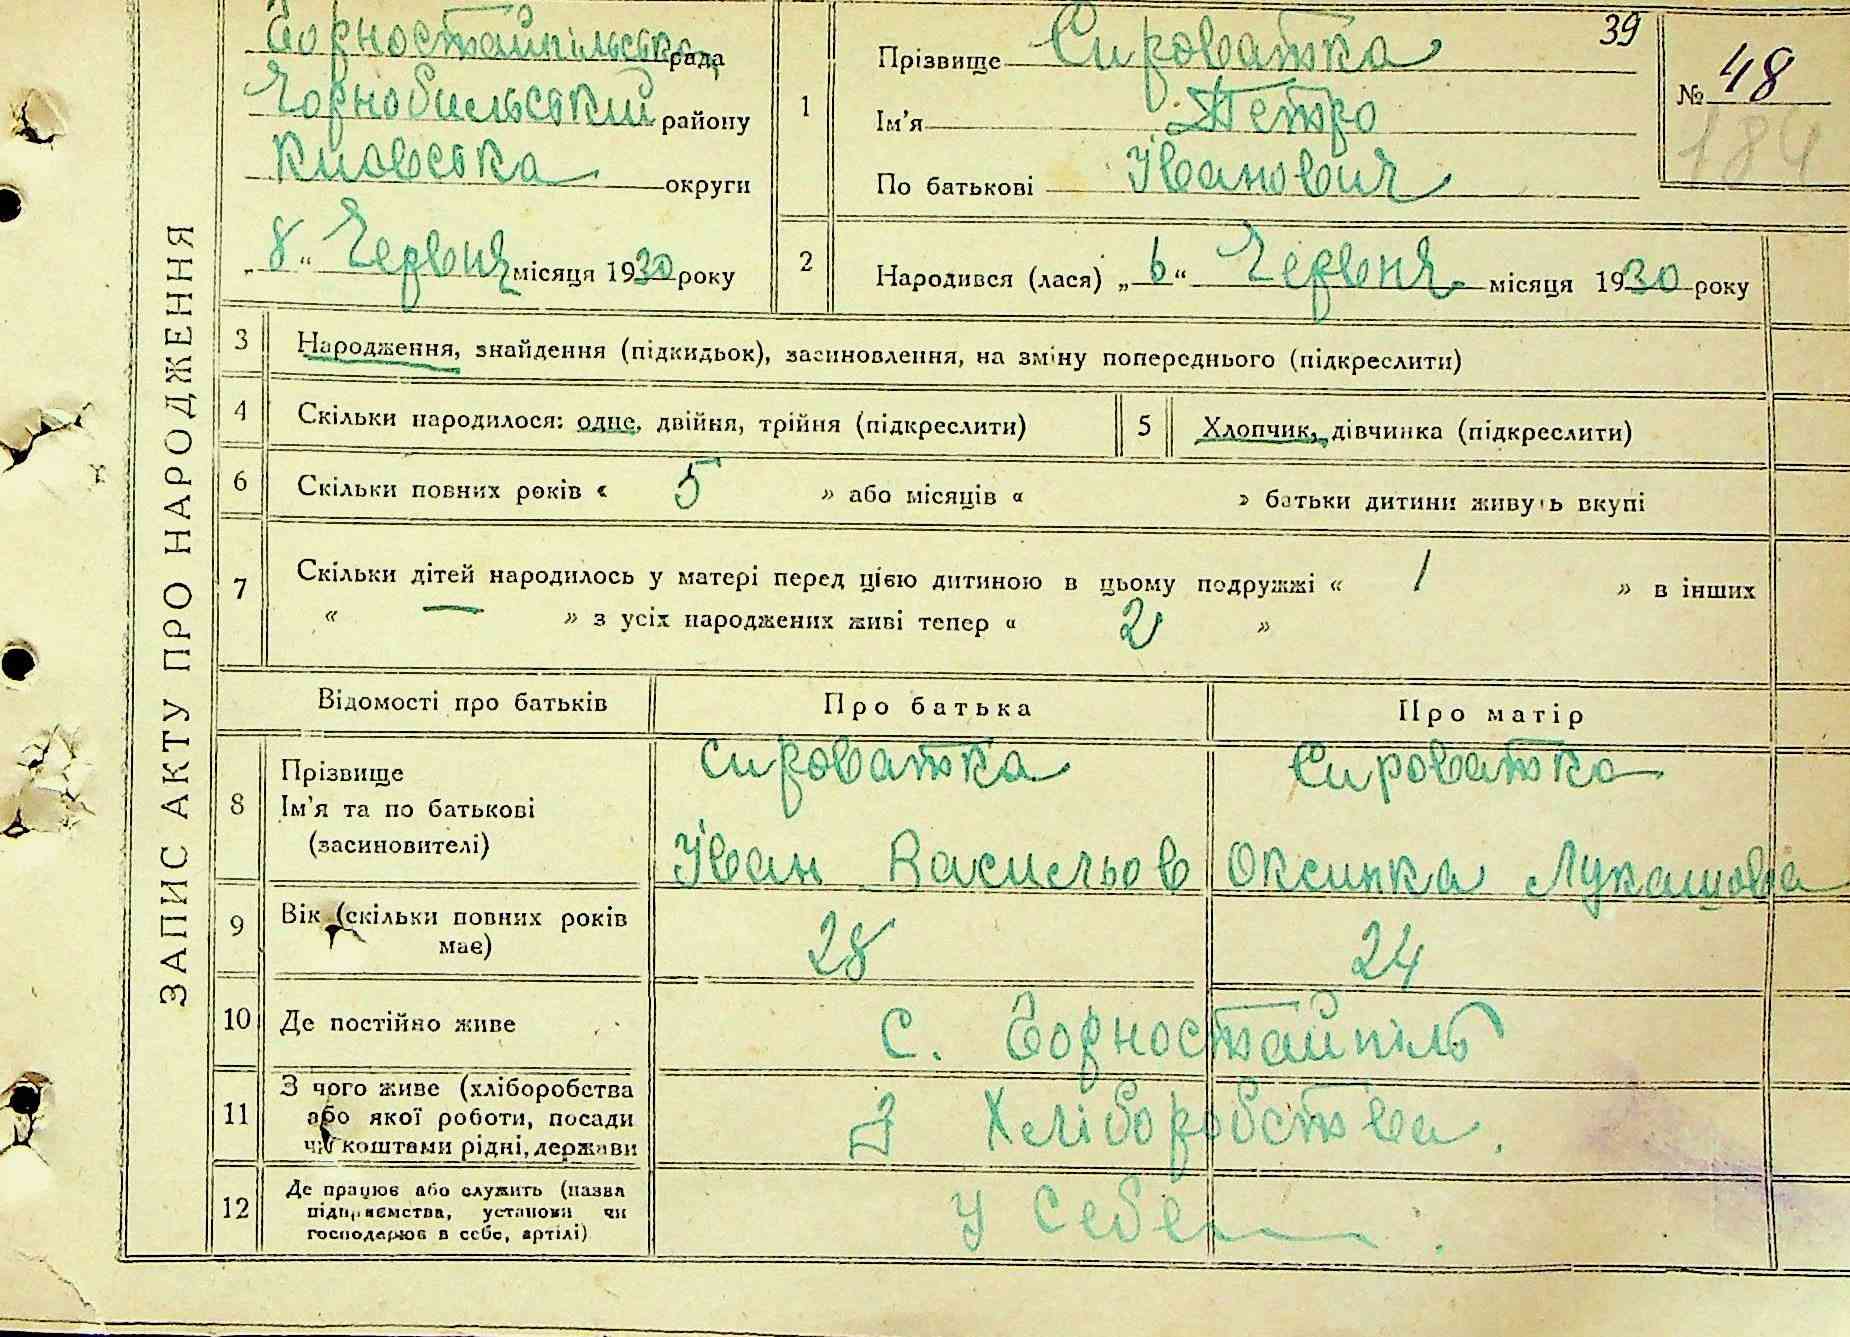 ЗАПИС АКТУ ПРО НАРОДЖЕННЯ
Горностайпільська рада
Чорнобильський району
Києвська округи
„8“ Червня місяця 1930 року
1
Прізвище Сироватка
Ім'я Петро
По батькові Іванович
39
№ 48
184
2
Народився (лася) „6“ Червня місяця 1930 року
3
Народження, знайдення (підкидьок), засиновлення, на зміну попереднього (підкреслити)
4
Скільки народилося: одне, двійня, трійня (підкреслити)
5
Хлопчик, дівчинка (підкреслити)
6
Скільки повних років « 5 » або місяців « » батьки дитини живуть вкупі
7
Скільки дітей народилось у матері перед цією дитиною в цьому подружжі « 1 » в інших
« — » з усіх народжених живі тепер « 2 »
Відомості про батьків
Про батька
Про матір
8
Прізвище
Ім'я та по батькові
(засиновителі)
Сироватка
Іван Васильов
Сироватка
Оксинка Лукашова
9
Вік (скільки повних років
має)
28
24
10
Де постійно живе
С. Горностайпіль
11
З чого живе (хліборобства
або якої роботи, посади
чи коштами рідні, держави
З Хліборобства.
12
Де працює або служить (назва
підприємства, установи чи
господарює в себе, артілі)
У себе